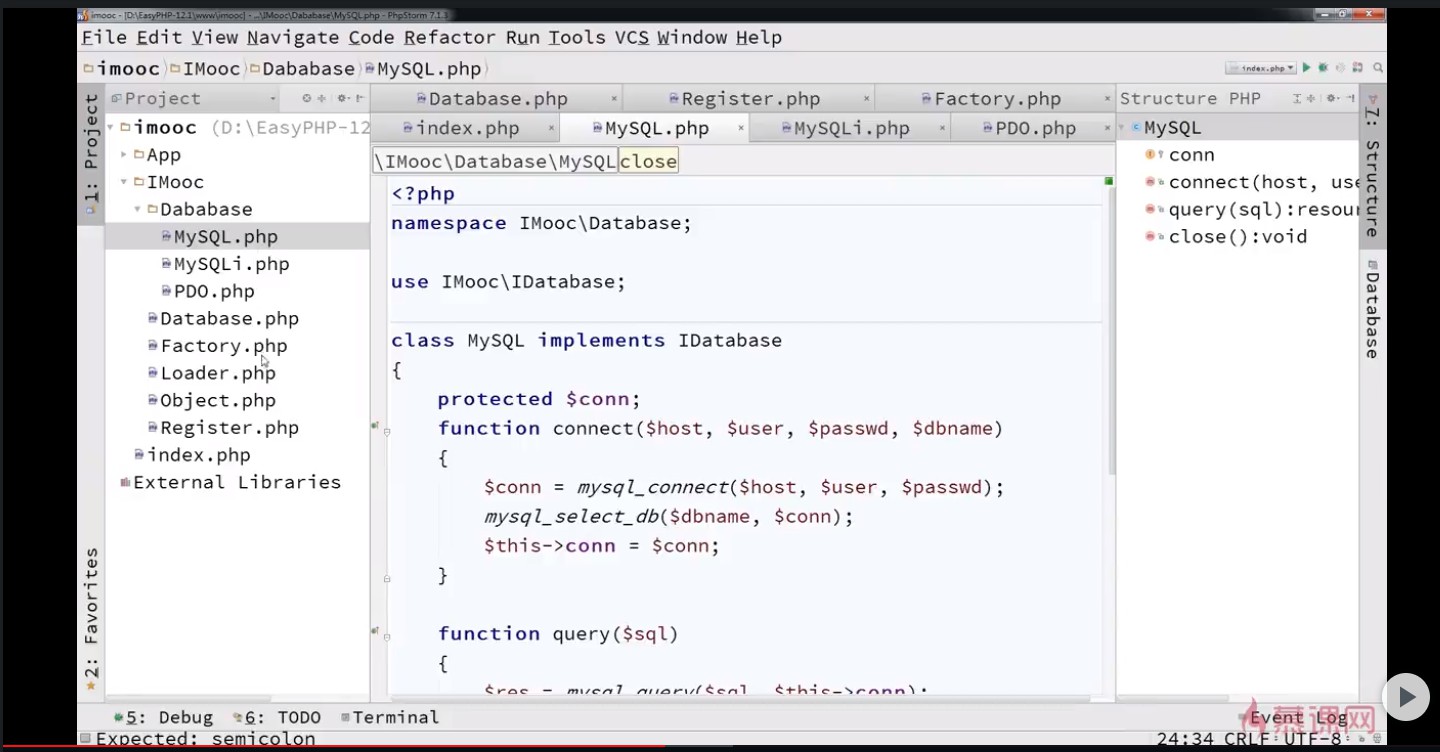 imooc - [D:\EasyPHP-12.1\www\imooc] - ...\IMooc\Dababase\MySQL.php - PhpStorm 7.1.3
File Edit View Navigate Code Refactor Run Tools VCS Window Help
imooc IMooc Dababase MySQL.php
index.php
1: Project
Project
imooc (D:\EasyPHP-12
App
IMooc
Dababase
MySQL.php
MySQLi.php
PDO.php
Database.php
Factory.php
Loader.php
Object.php
Register.php
index.php
External Libraries
2: Favorites
Database.php Register.php Factory.php
index.php MySQL.php MySQLi.php PDO.php
\IMooc\Database\MySQL close
<?php
namespace IMooc\Database;
use IMooc\IDatabase;
class MySQL implements IDatabase
{
protected $conn;
function connect($host, $user, $passwd, $dbname)
{
$conn = mysql_connect($host, $user, $passwd);
mysql_select_db($dbname, $conn);
$this->conn = $conn;
}
function query($sql)
{
$res = mysql_query($sql, $this->conn);
Structure PHP
MySQL
conn
connect(host, use
query(sql):resour
close():void
7: Structure
Database
5: Debug 6: TODO Terminal
Event Log
慕课网
Expected: semicolon
24:34 CRLF UTF-8